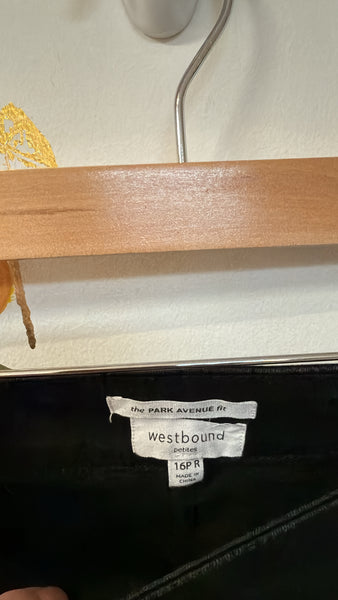 the PARK AVENUE fit
westbound
petites
16P R
MADE IN
CHINA